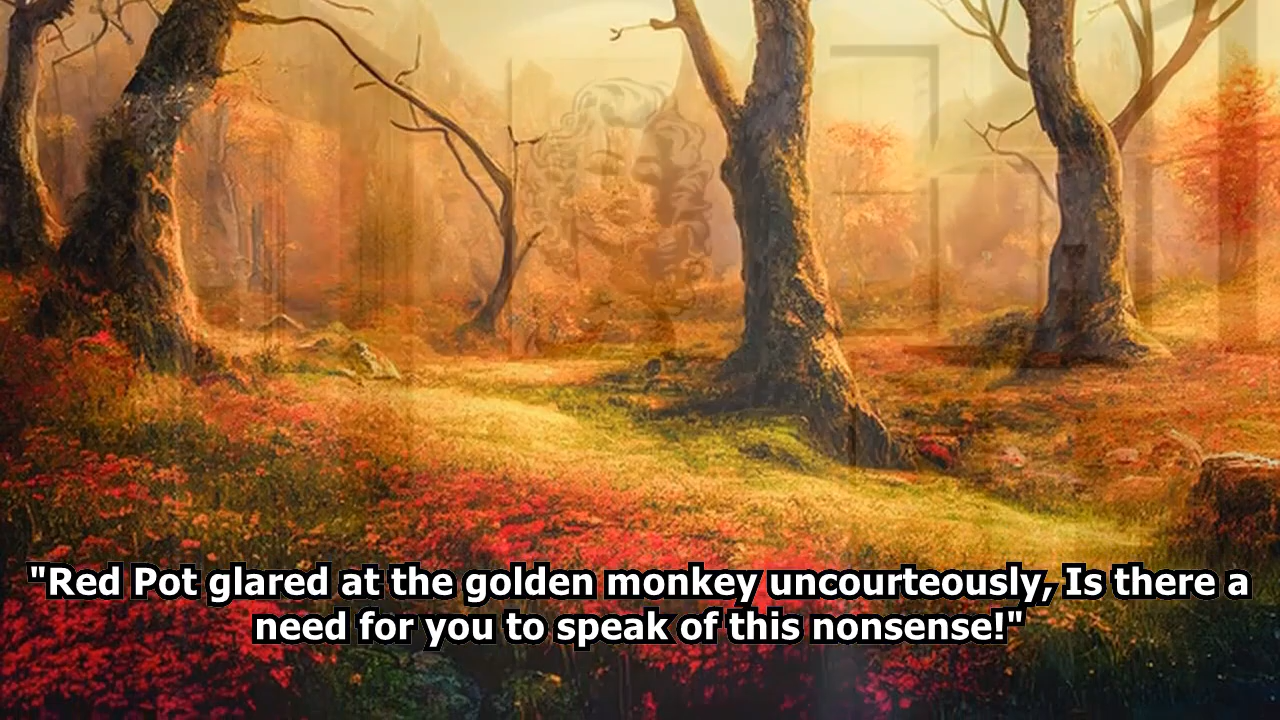 "Red Pot glared at the golden monkey uncourteously, Is there a
need for you to speak of this nonsense!"